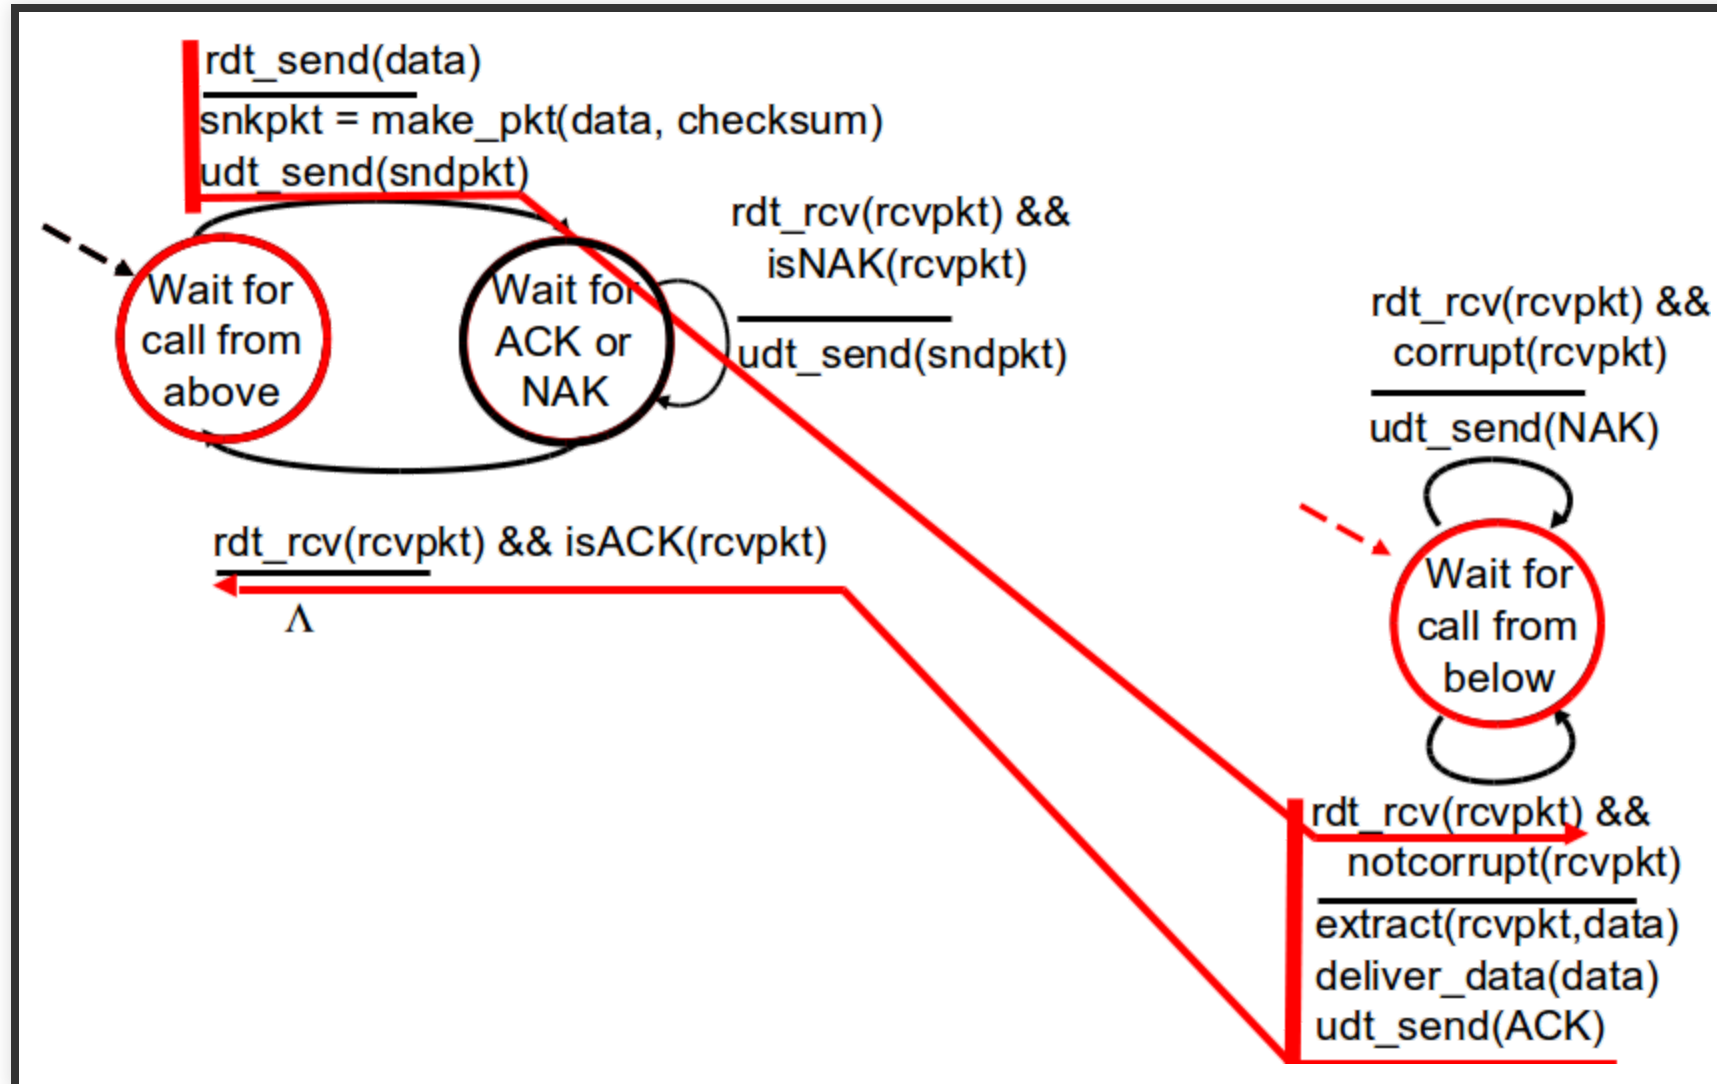 rdt_send(data)
snkpkt = make_pkt(data, checksum)
udt_send(sndpkt)
Wait for
call from
above
Wait for
ACK or
NAK
rdt_rcv(rcvpkt) &&
isNAK(rcvpkt)
udt_send(sndpkt)
rdt_rcv(rcvpkt) && isACK(rcvpkt)
Λ
rdt_rcv(rcvpkt) &&
corrupt(rcvpkt)
udt_send(NAK)
Wait for
call from
below
rdt_rcv(rcvpkt) &&
notcorrupt(rcvpkt)
extract(rcvpkt,data)
deliver_data(data)
udt_send(ACK)